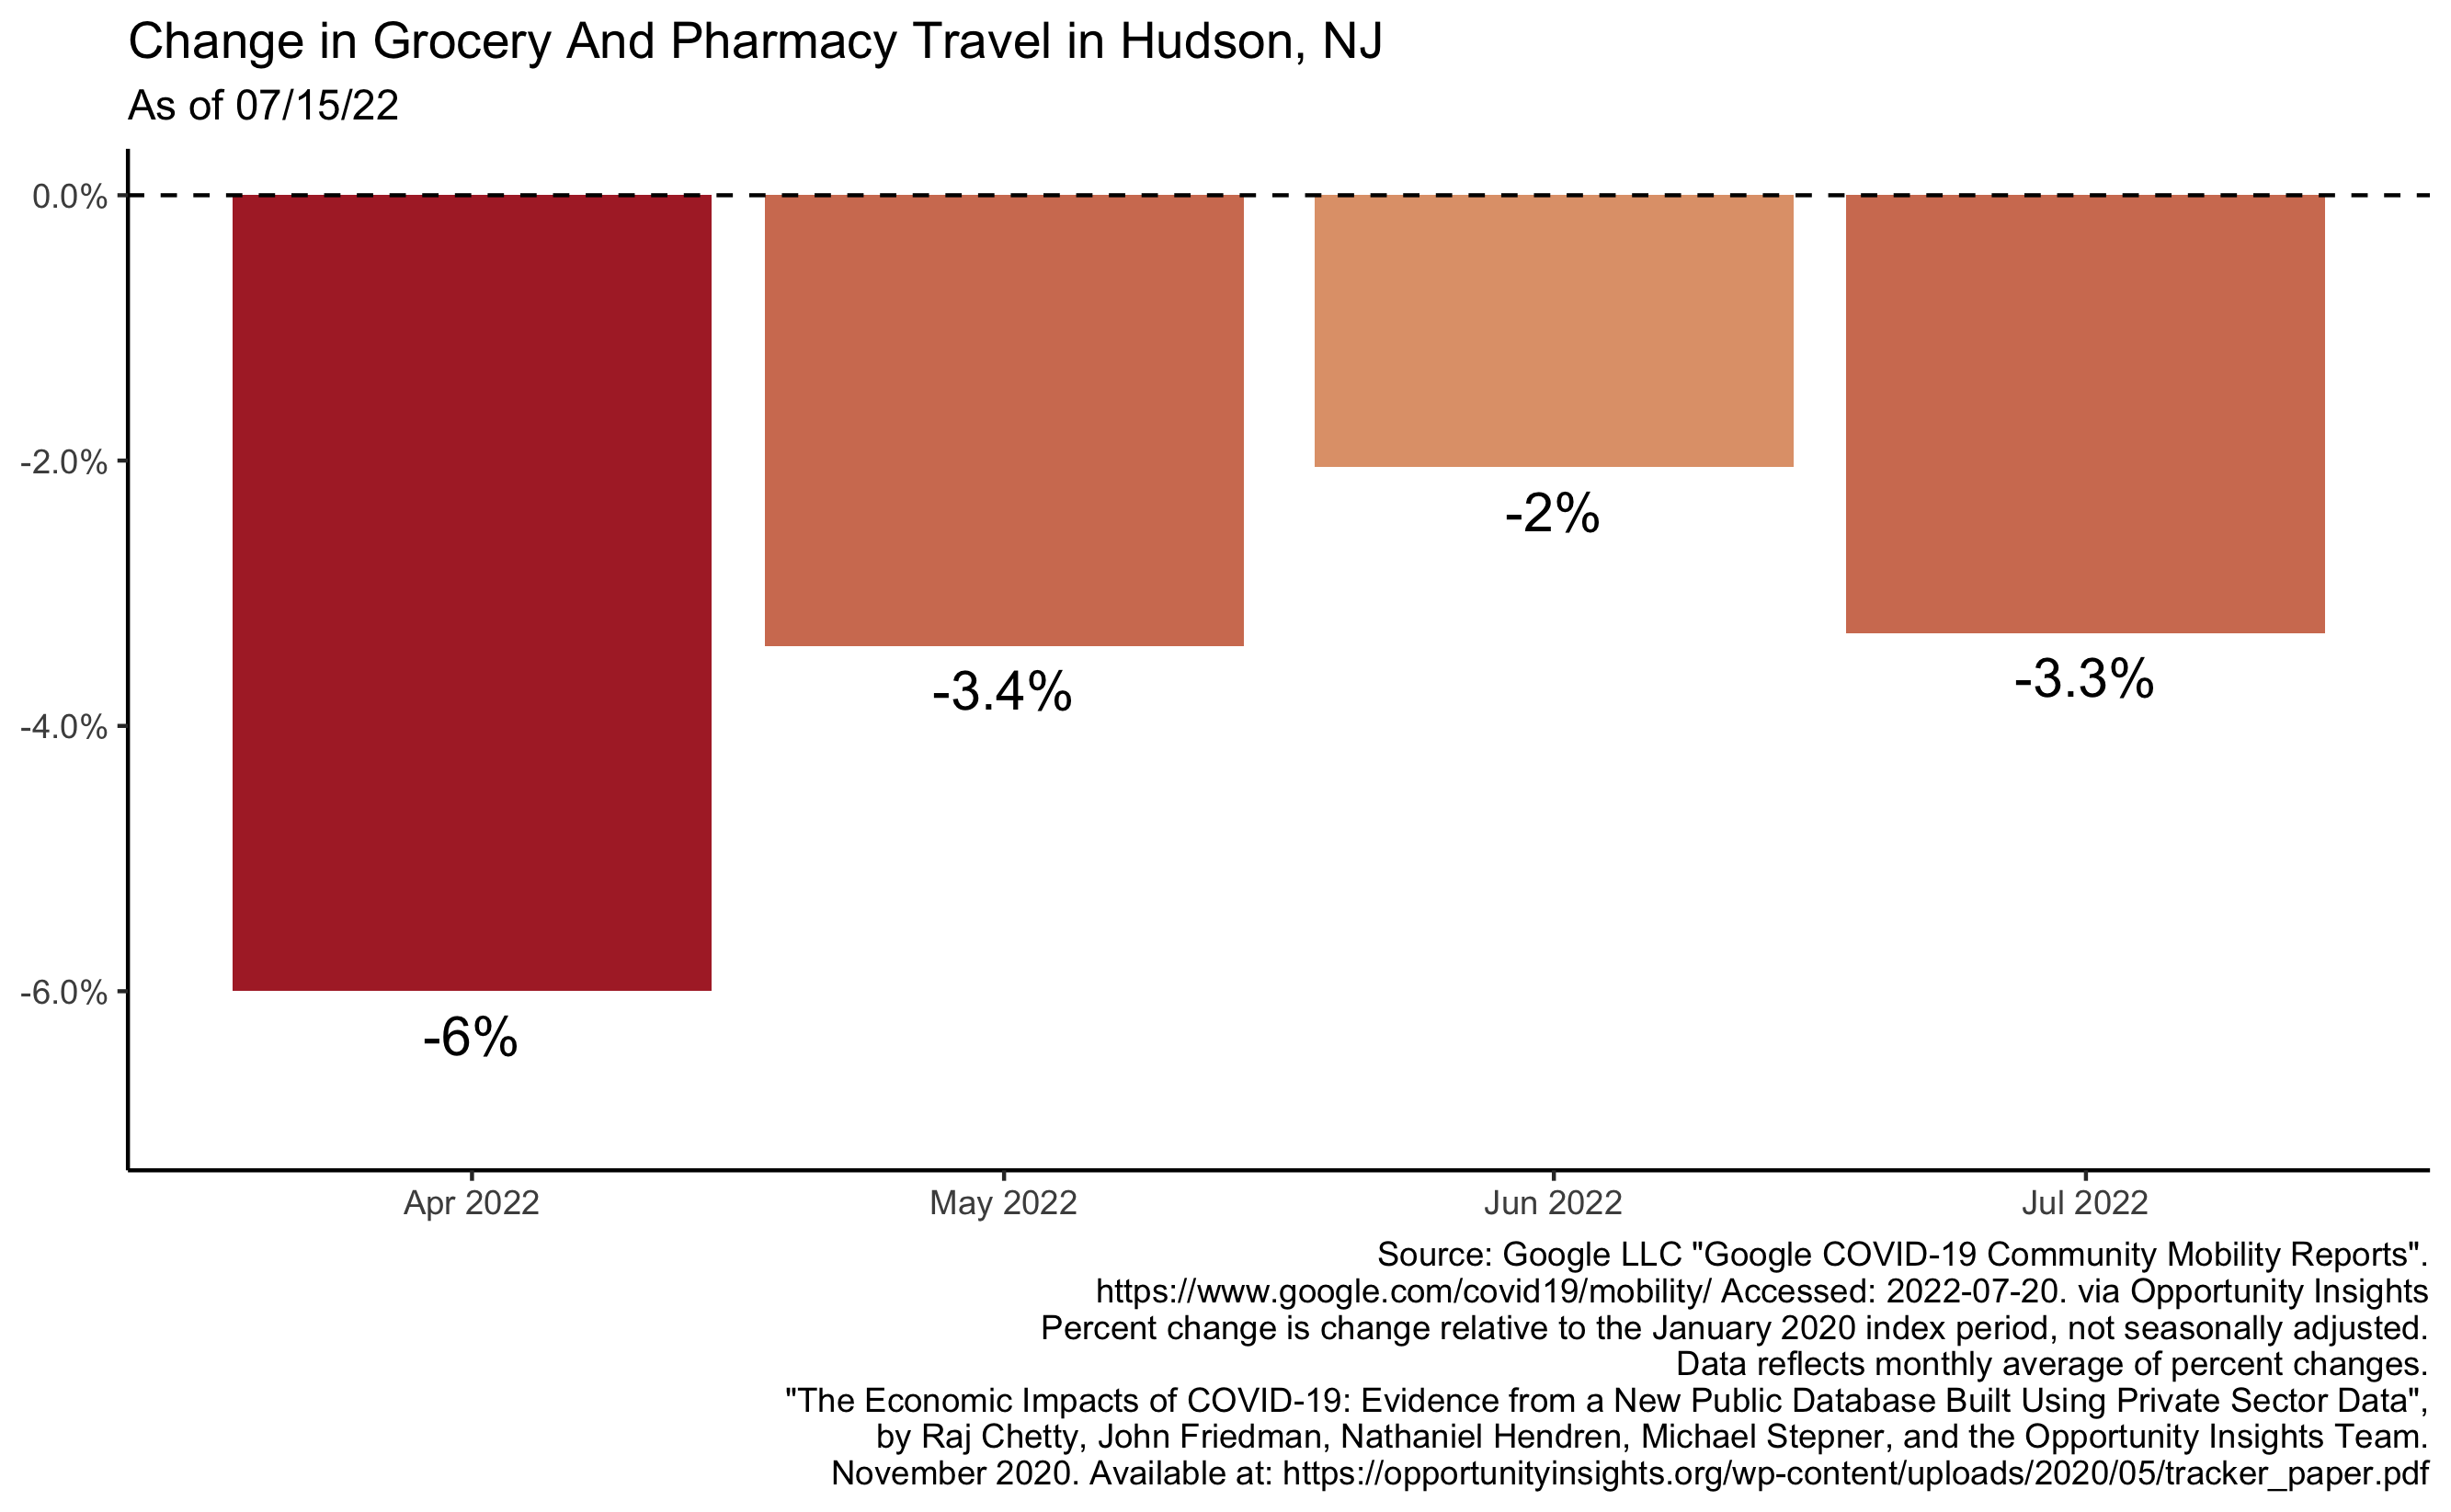 Change in Grocery And Pharmacy Travel in Hudson, NJ
As of 07/15/22
0.0%
-2.0%
-4.0%
-6.0%
-6%
-3.4%
-2%
-3.3%
Apr 2022
May 2022
Jun 2022
Jul 2022
Source: Google LLC "Google COVID-19 Community Mobility Reports".
https://www.google.com/covid19/mobility/ Accessed: 2022-07-20. via Opportunity Insights
Percent change is change relative to the January 2020 index period, not seasonally adjusted.
Data reflects monthly average of percent changes.
"The Economic Impacts of COVID-19: Evidence from a New Public Database Built Using Private Sector Data",
by Raj Chetty, John Friedman, Nathaniel Hendren, Michael Stepner, and the Opportunity Insights Team.
November 2020. Available at: https://opportunityinsights.org/wp-content/uploads/2020/05/tracker_paper.pdf